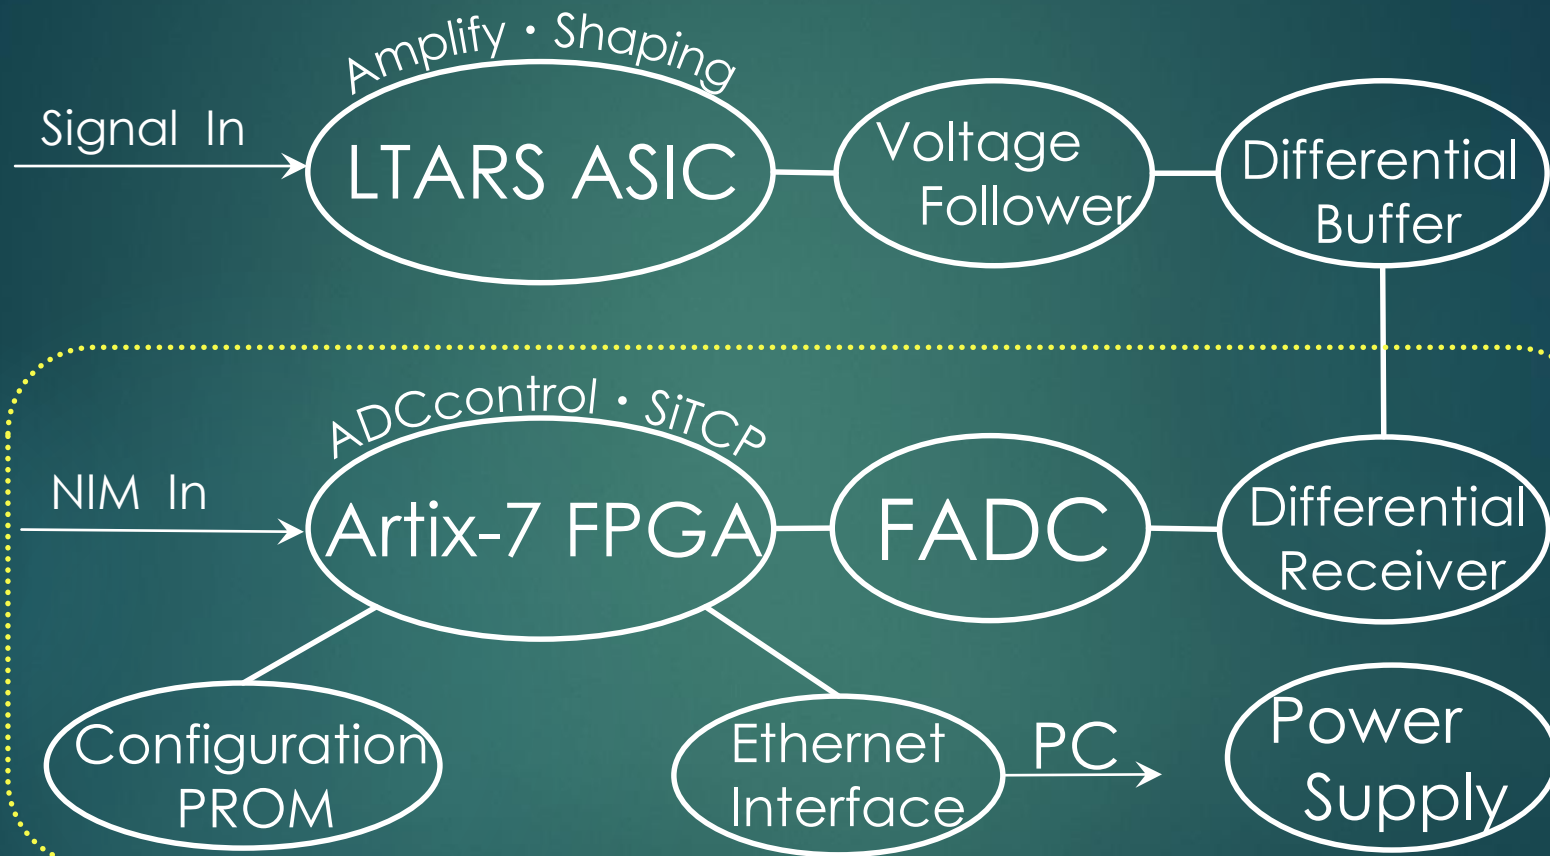 Amplify・Shaping
Signal In
LTARS ASIC
Voltage
Follower
Differential
Buffer
ADCcontrol・SiTCP
NIM In
Artix-7 FPGA
FADC
Differential
Receiver
Configuration
PROM
Ethernet
Interface
PC
Power
Supply